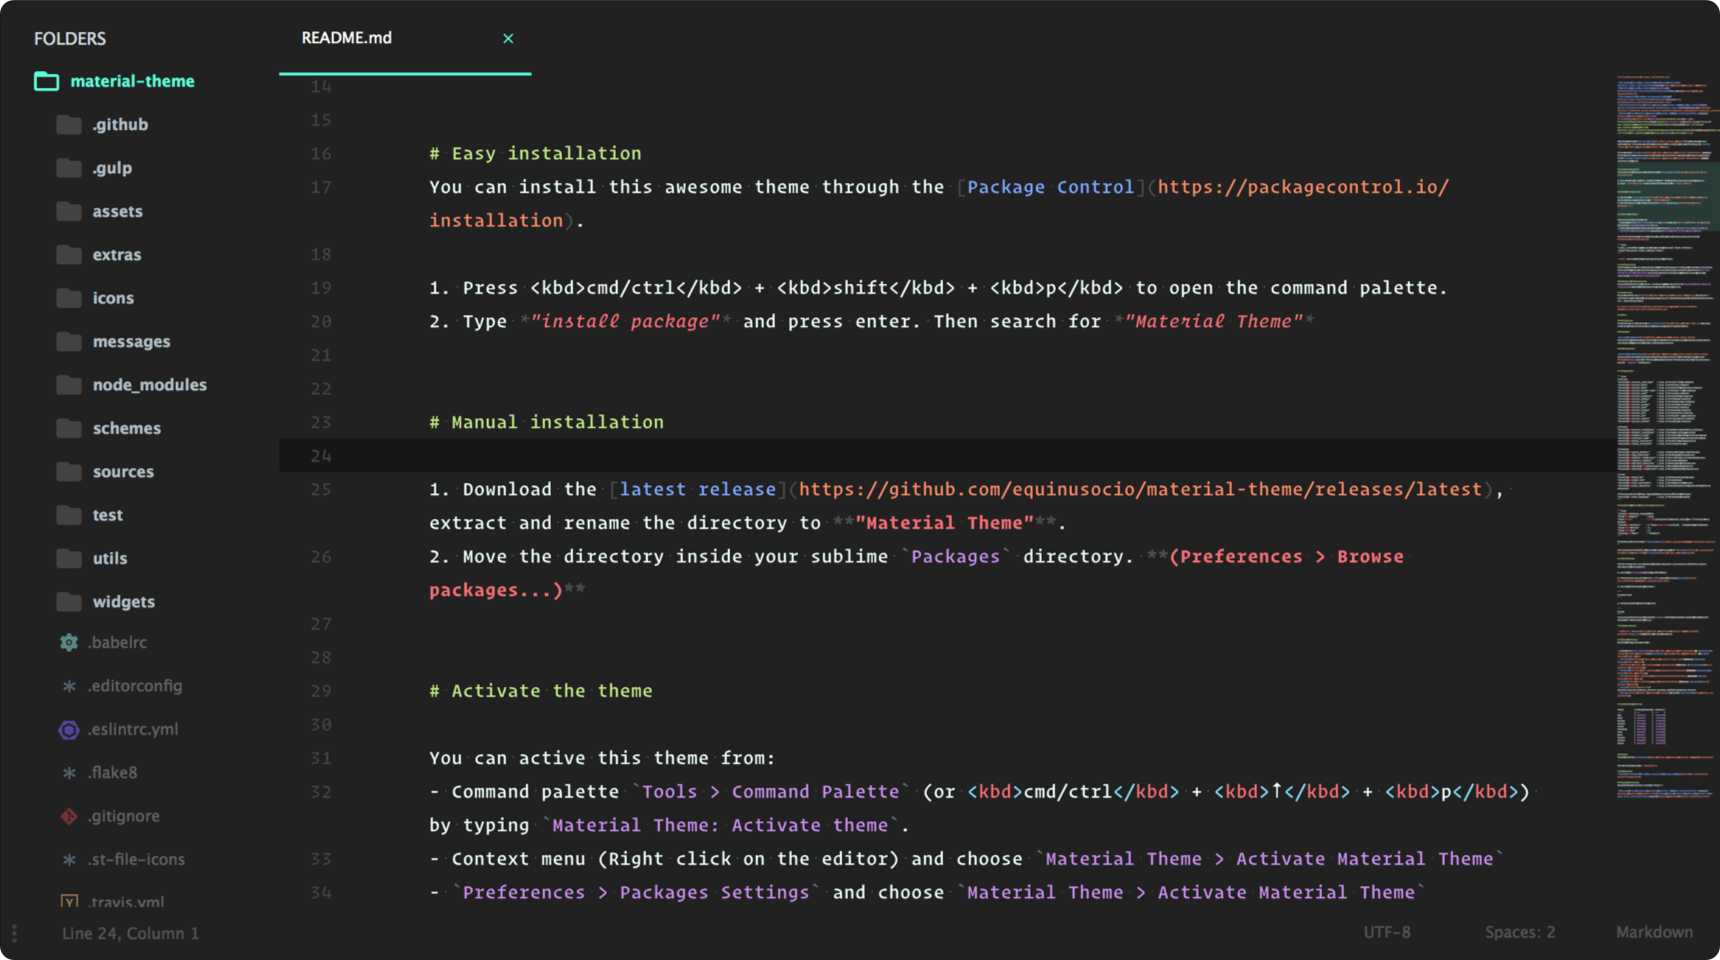 FOLDERS
material-theme
.github
.gulp
assets
extras
icons
messages
node_modules
schemes
sources
test
utils
widgets
.babelrc
.editorconfig
.eslintrc.yml
.flake8
.gitignore
.st-file-icons
.travis.yml
README.md ×
14
15
16 # Easy installation
17 You can install this awesome theme through the [Package Control](https://packagecontrol.io/
installation).
18
19 1. Press <kbd>cmd/ctrl</kbd> + <kbd>shift</kbd> + <kbd>p</kbd> to open the command palette.
20 2. Type *"install package"* and press enter. Then search for *"Material Theme"*
21
22
23 # Manual installation
24
25 1. Download the [latest release](https://github.com/equinusocio/material-theme/releases/latest),
extract and rename the directory to **"Material Theme"**.
26 2. Move the directory inside your sublime `Packages` directory. **(Preferences > Browse
packages...)**
27
28
29 # Activate the theme
30
31 You can active this theme from:
32 - Command palette `Tools > Command Palette` (or <kbd>cmd/ctrl</kbd> + <kbd>↑</kbd> + <kbd>p</kbd>)
by typing `Material Theme: Activate theme`.
33 - Context menu (Right click on the editor) and choose `Material Theme > Activate Material Theme`
34 - `Preferences > Packages Settings` and choose `Material Theme > Activate Material Theme`
Line 24, Column 1
UTF-8
Spaces: 2
Markdown